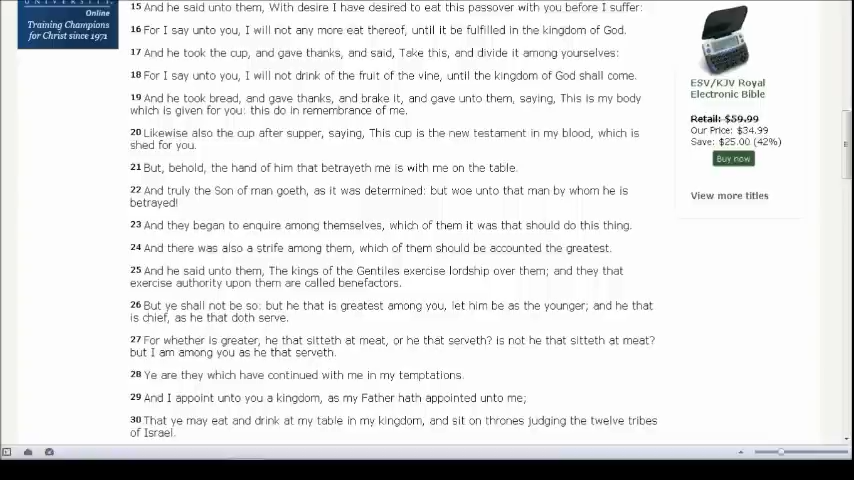 UNIVERSITY
Online
Training Champions
for Christ since 1971
15 And he said unto them, With desire I have desired to eat this passover with you before I suffer:
16 For I say unto you, I will not any more eat thereof, until it be fulfilled in the kingdom of God.
17 And he took the cup, and gave thanks, and said, Take this, and divide it among yourselves:
18 For I say unto you, I will not drink of the fruit of the vine, until the kingdom of God shall come.
19 And he took bread, and gave thanks, and brake it, and gave unto them, saying, This is my body
which is given for you: this do in remembrance of me.
20 Likewise also the cup after supper, saying, This cup is the new testament in my blood, which is
shed for you.
21 But, behold, the hand of him that betrayeth me is with me on the table.
22 And truly the Son of man goeth, as it was determined: but woe unto that man by whom he is
betrayed!
23 And they began to enquire among themselves, which of them it was that should do this thing.
24 And there was also a strife among them, which of them should be accounted the greatest.
25 And he said unto them, The kings of the Gentiles exercise lordship over them; and they that
exercise authority upon them are called benefactors.
26 But ye shall not be so: but he that is greatest among you, let him be as the younger; and he that
is chief, as he that doth serve.
27 For whether is greater, he that sitteth at meat, or he that serveth? is not he that sitteth at meat?
but I am among you as he that serveth.
28 Ye are they which have continued with me in my temptations.
29 And I appoint unto you a kingdom, as my Father hath appointed unto me;
30 That ye may eat and drink at my table in my kingdom, and sit on thrones judging the twelve tribes
of Israel.
ESV/KJV Royal
Electronic Bible
Retail: $59.99
Our Price: $34.99
Save: $25.00 (42%)
Buy now
View more titles